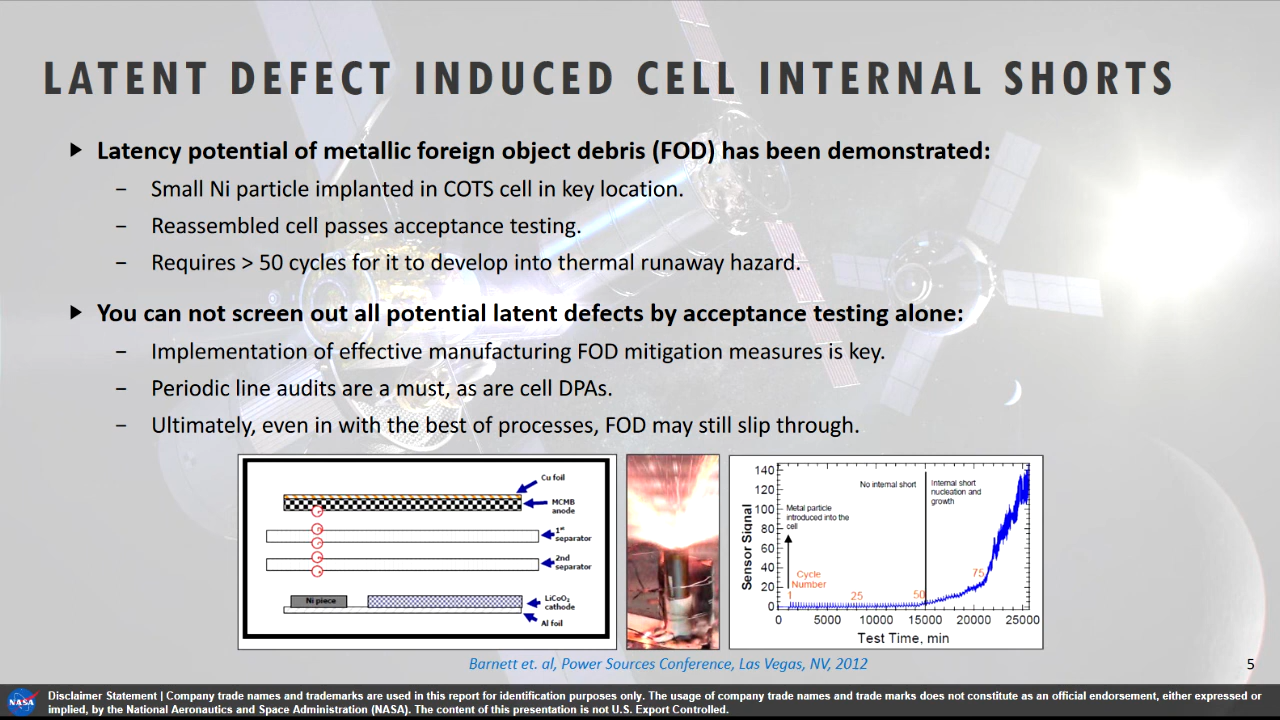 LATENT DEFECT INDUCED CELL INTERNAL SHORTS
Latency potential of metallic foreign object debris (FOD) has been demonstrated:
− Small Ni particle implanted in COTS cell in key location.
− Reassembled cell passes acceptance testing.
− Requires > 50 cycles for it to develop into thermal runaway hazard.
You can not screen out all potential latent defects by acceptance testing alone:
− Implementation of effective manufacturing FOD mitigation measures is key.
− Periodic line audits are a must, as are cell DPAs.
− Ultimately, even in with the best of processes, FOD may still slip through.
Cu foil
MCMB
anode
1st
separator
2nd
separator
Ni piece
LiCoO₂
cathode
Al foil
Sensor Signal
140
120
100
80
60
40
20
0
No internal short
Internal short
nucleation and
growth
Metal particle
introduced into the
cell
Cycle
Number
1
25
50
75
0 5000 10000 15000 20000 25000
Test Time, min
Barnett et. al, Power Sources Conference, Las Vegas, NV, 2012
5
NASA
Disclaimer Statement | Company trade names and trademarks are used in this report for identification purposes only. The usage of company trade names and trade marks does not constitute as an official endorsement, either expressed or
implied, by the National Aeronautics and Space Administration (NASA). The content of this presentation is not U.S. Export Controlled.